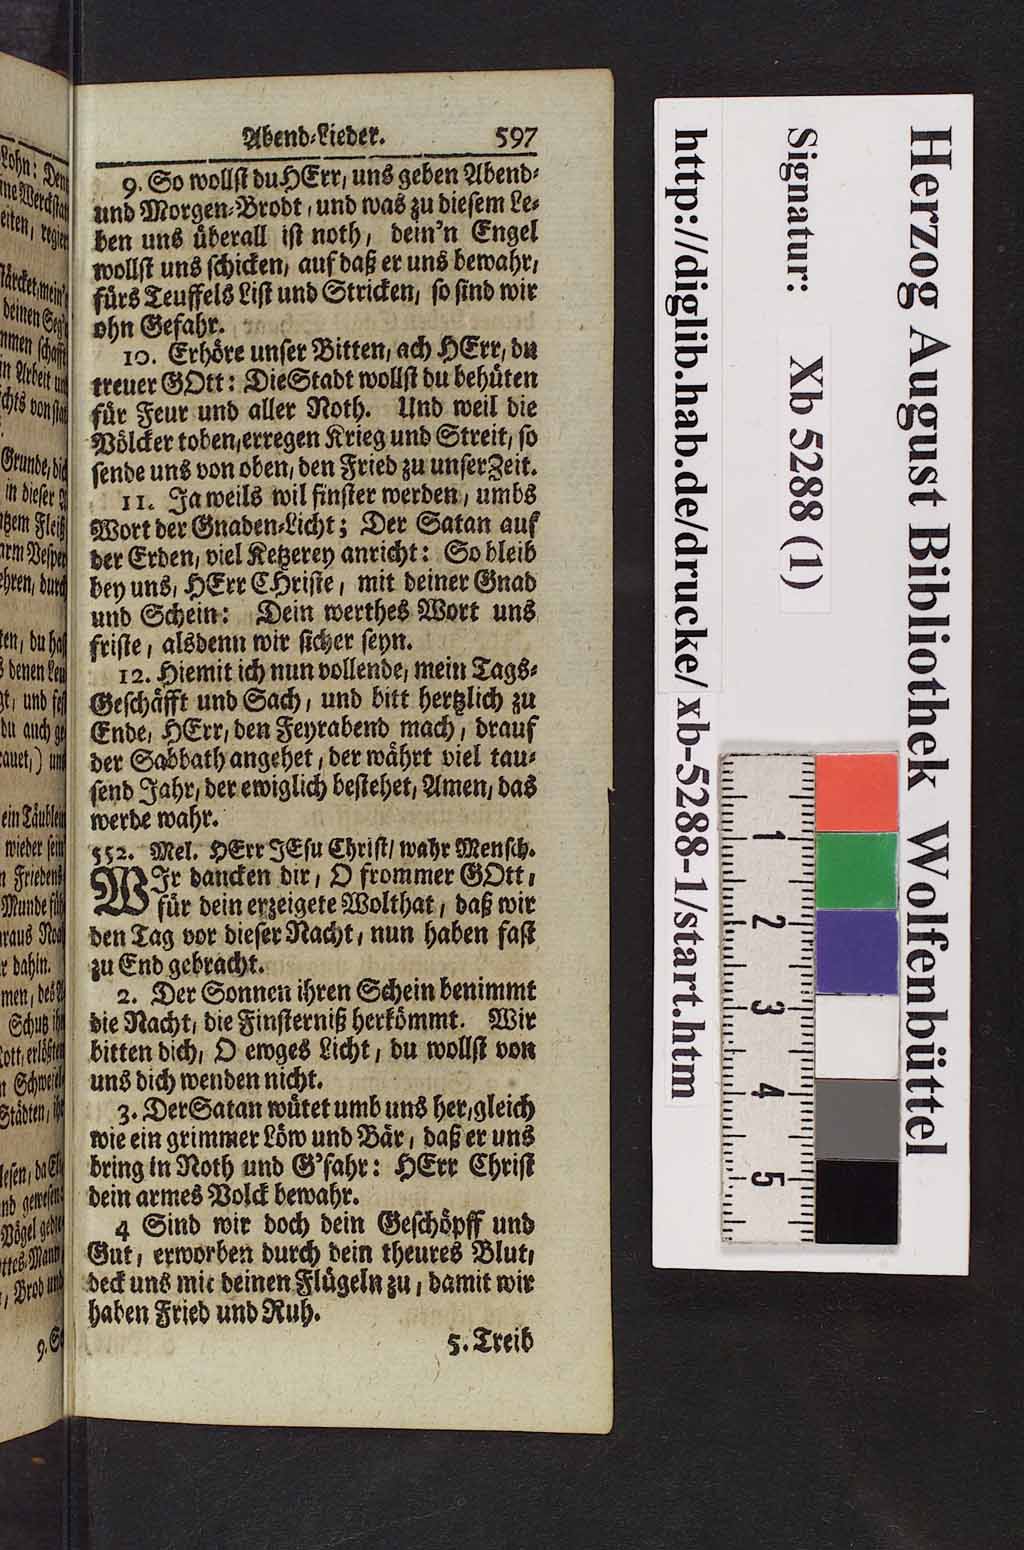 Abend-Lieder. 597
9. So wollst du HErr, uns geben Abend-
und Morgen-Brodt, und was zu diesem Le-
ben uns überall ist noth, dein'n Engel
wollst uns schicken, auf daß er uns bewahr,
fürs Teuffels List und Stricken, so sind wir
ohn Gefahr.
10. Erhöre unser Bitten, ach HErr, du
treuer GOtt: Die Stadt wollst du behüten
für Feur und aller Noth. Und weil die
Völcker toben, erregen Krieg und Streit, so
sende uns von oben, den Fried zu unser Zeit.
11. Ja weils wil finster werden, umbs
Wort der Gnaden-Licht; Der Satan auf
der Erden, viel Ketzerey anricht: So bleib
bey uns, HErr CHriste, mit deiner Gnad
und Schein: Dein werthes Wort uns
friste, alsdenn wir sicher seyn.
12. Hiemit ich nun vollende, mein Tags-
Geschäfft und Sach, und bitt hertzlich zu
Ende, HErr, den Feyrabend mach, drauf
der Sabbath angehet, der währt viel tau-
send Jahr, der ewiglich bestehet, Amen, das
werde wahr.
552. Mel. HErr JEsu Christ/ wahr Mensch.
WIr dancken dir, O frommer GOtt,
für dein erzeigete Wolthat, daß wir
den Tag vor dieser Nacht, nun haben fast
zu End gebracht.
2. Der Sonnen ihren Schein benimmt
die Nacht, die Finsterniß herkömmt. Wir
bitten dich, O ewges Licht, du wollst von
uns dich wenden nicht.
3. Der Satan wütet umb uns her, gleich
wie ein grimmer Löw und Bär, daß er uns
bring in Noth und G'fahr: HErr Christ
dein armes Volck bewahr.
4 Sind wir doch dein Geschöpff und
Gut, erworben durch dein theures Blut,
deck uns mit deinen Flügeln zu, damit wir
haben Fried und Ruh.
5. Treib
Herzog August Bibliothek Wolfenbüttel
Signatur: Xb 5288 (1)
http://diglib.hab.de/drucke/ xb-5288-1/start.htm
1
2
3
4
5